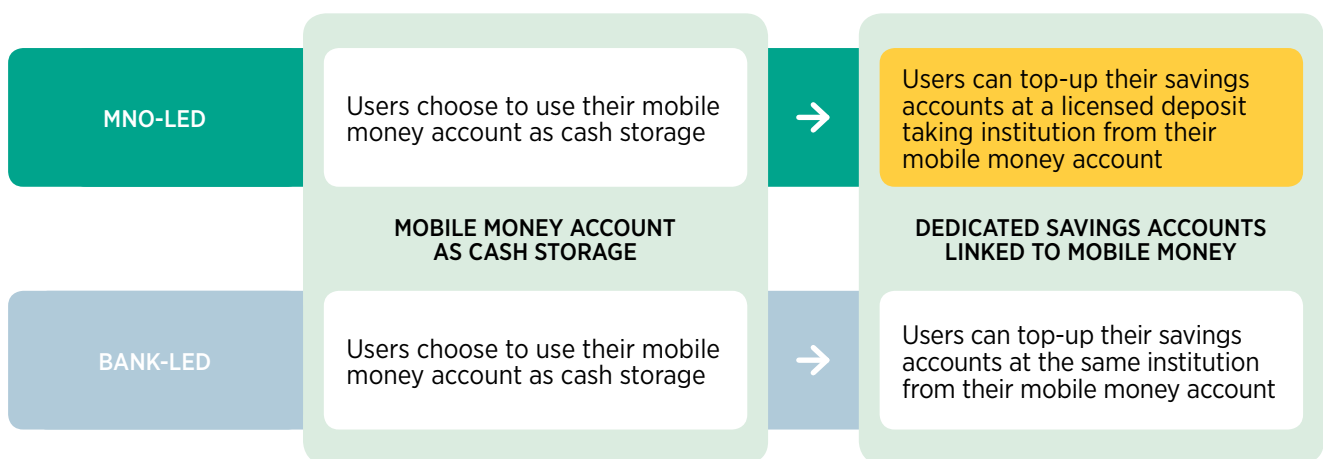 MNO-LED
Users choose to use their mobile
money account as cash storage
Users can top-up their savings
accounts at a licensed deposit
taking institution from their
mobile money account
MOBILE MONEY ACCOUNT
AS CASH STORAGE
DEDICATED SAVINGS ACCOUNTS
LINKED TO MOBILE MONEY
BANK-LED
Users choose to use their mobile
money account as cash storage
Users can top-up their savings
accounts at the same institution
from their mobile money account